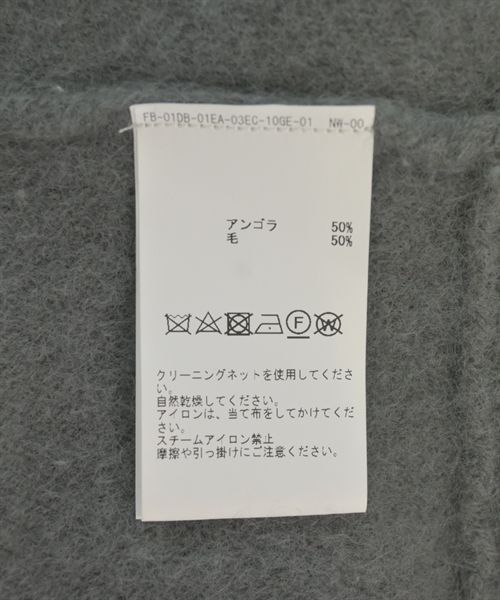 FB-01DB-01EA-03EC-10GE-01 NW-00
アンゴラ 50%
毛 50%
F W
クリーニングネットを使用してくださ
い。
自然乾燥してください。
アイロンは、当て布をしてかけてくだ
さい。
スチームアイロン禁止
摩擦や引っ掛けにご注意ください。